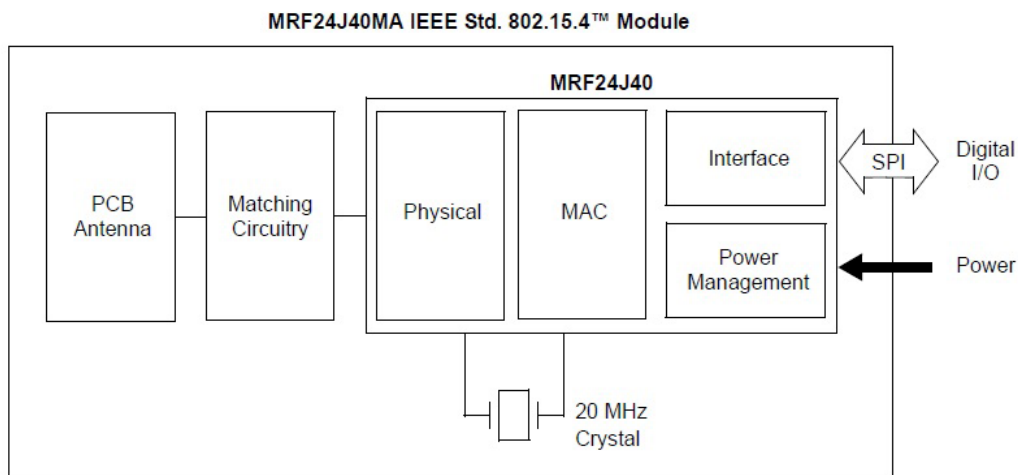 MRF24J40MA IEEE Std. 802.15.4™ Module
MRF24J40
PCB
Antenna
Matching
Circuitry
Physical
MAC
Interface
SPI
Digital
I/O
Power
Management
Power
20 MHz
Crystal